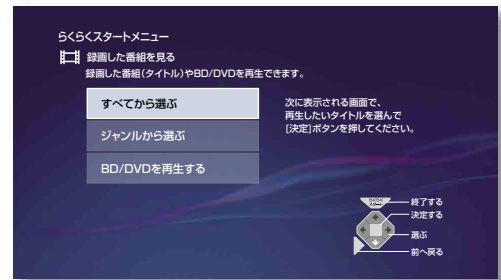 らくらくスタートメニュー
録画した番組を見る
録画した番組(タイトル)やBD/DVDを再生できます。
すべてから選ぶ
ジャンルから選ぶ
BD/DVDを再生する
次に表示される画面で、
再生したいタイトルを選んで
[決定]ボタンを押してください。
終了する
決定する
選ぶ
前へ戻る